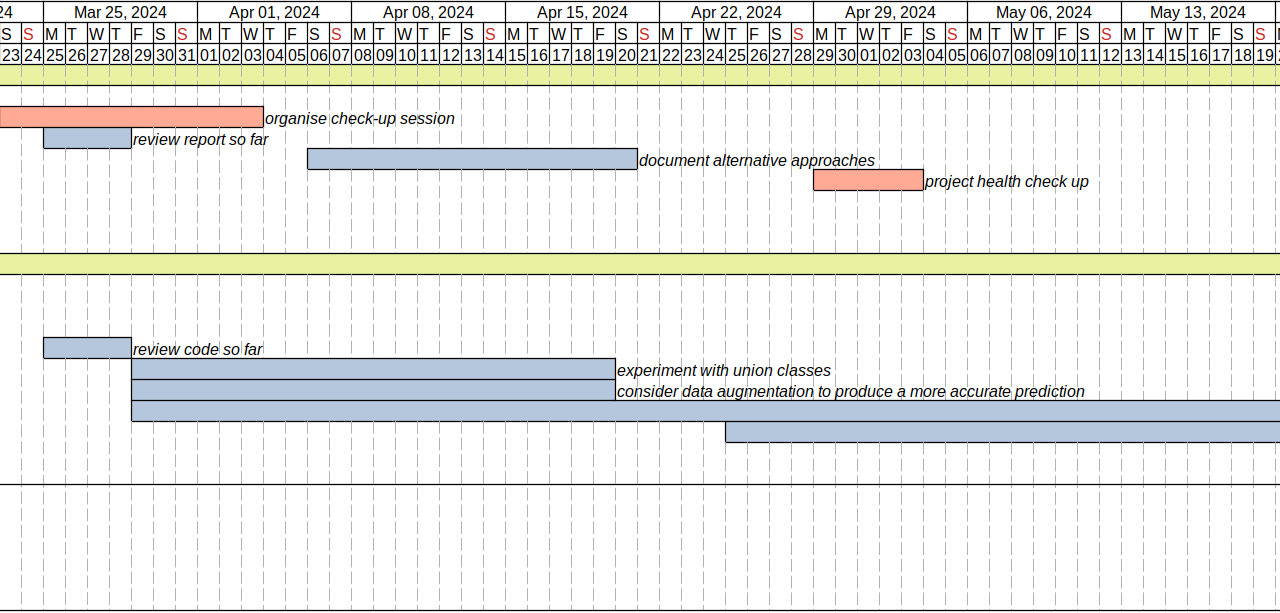 24 Mar 25, 2024 Apr 01, 2024 Apr 08, 2024 Apr 15, 2024 Apr 22, 2024 Apr 29, 2024 May 06, 2024 May 13, 2024
S S M T W T F S S M T W T F S S M T W T F S S M T W T F S S M T W T F S S M T W T F S S M T W T F S S M T W T F S S
23 24 25 26 27 28 29 30 31 01 02 03 04 05 06 07 08 09 10 11 12 13 14 15 16 17 18 19 20 21 22 23 24 25 26 27 28 29 30 01 02 03 04 05 06 07 08 09 10 11 12 13 14 15 16 17 18 19
organise check-up session
review report so far
document alternative approaches
project health check up
review code so far
experiment with union classes
consider data augmentation to produce a more accurate prediction